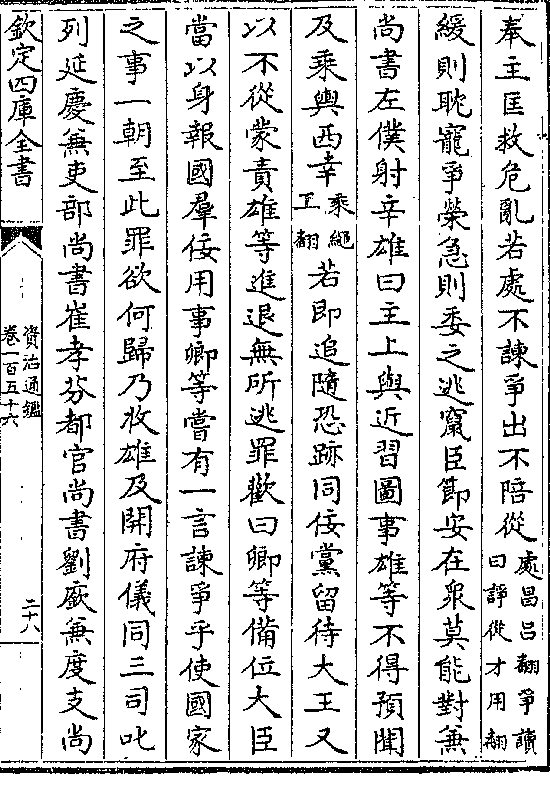 奉主匡救危亂若處不諫爭出不陪從處昌吕翻爭讀曰諍從才用翻
緩則耽寵爭榮急則委之逃竄臣節安在衆莫能對兼
尚書左僕射辛雄曰主上與近習圖事雄等不得預聞
及乗輿西幸乗繩正翻若即追隨恐跡同佞黨留待大王又
以不從蒙責雄等進退無所逃罪歡曰卿等備位大臣
當以身報國羣佞用事卿等嘗有一言諫爭乎使國家
之事一朝至此罪欲何歸乃收雄及開府儀同三司叱
列延慶兼吏部尚書崔孝芬都官尚書劉廞兼度支尚
欽定四庫全書
資治通鑑
卷一百五十六
二十八